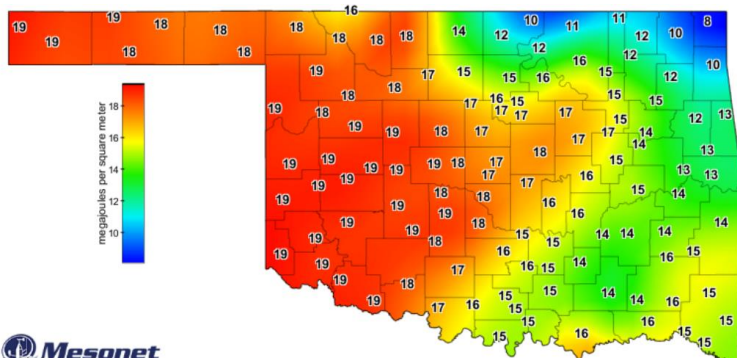 16
19 19 18 18 18 18 18 14 12 10 11 11 12 10 8
19 18 18 12 16 12 10
19 18 17 15 15 16 15 12
18 15
19 18 17 16 15 17 17 17 15 15 12 13
19 19 18 17 18 17 17 14 14 13
19 19 19 19 19 18 17 17 16 15 13 13
19 19 19 18 18 17 16 15 14
19 19 19 18 16 14
19 19 18 15 15 14 14 14 15
19 19 17 16 16 15 14 16
19 18 15 15 14 14 16 15
19 17 16 15 15 16 15
15 16 15 15
megajoules per square meter
18
16
14
12
10
Mesonet